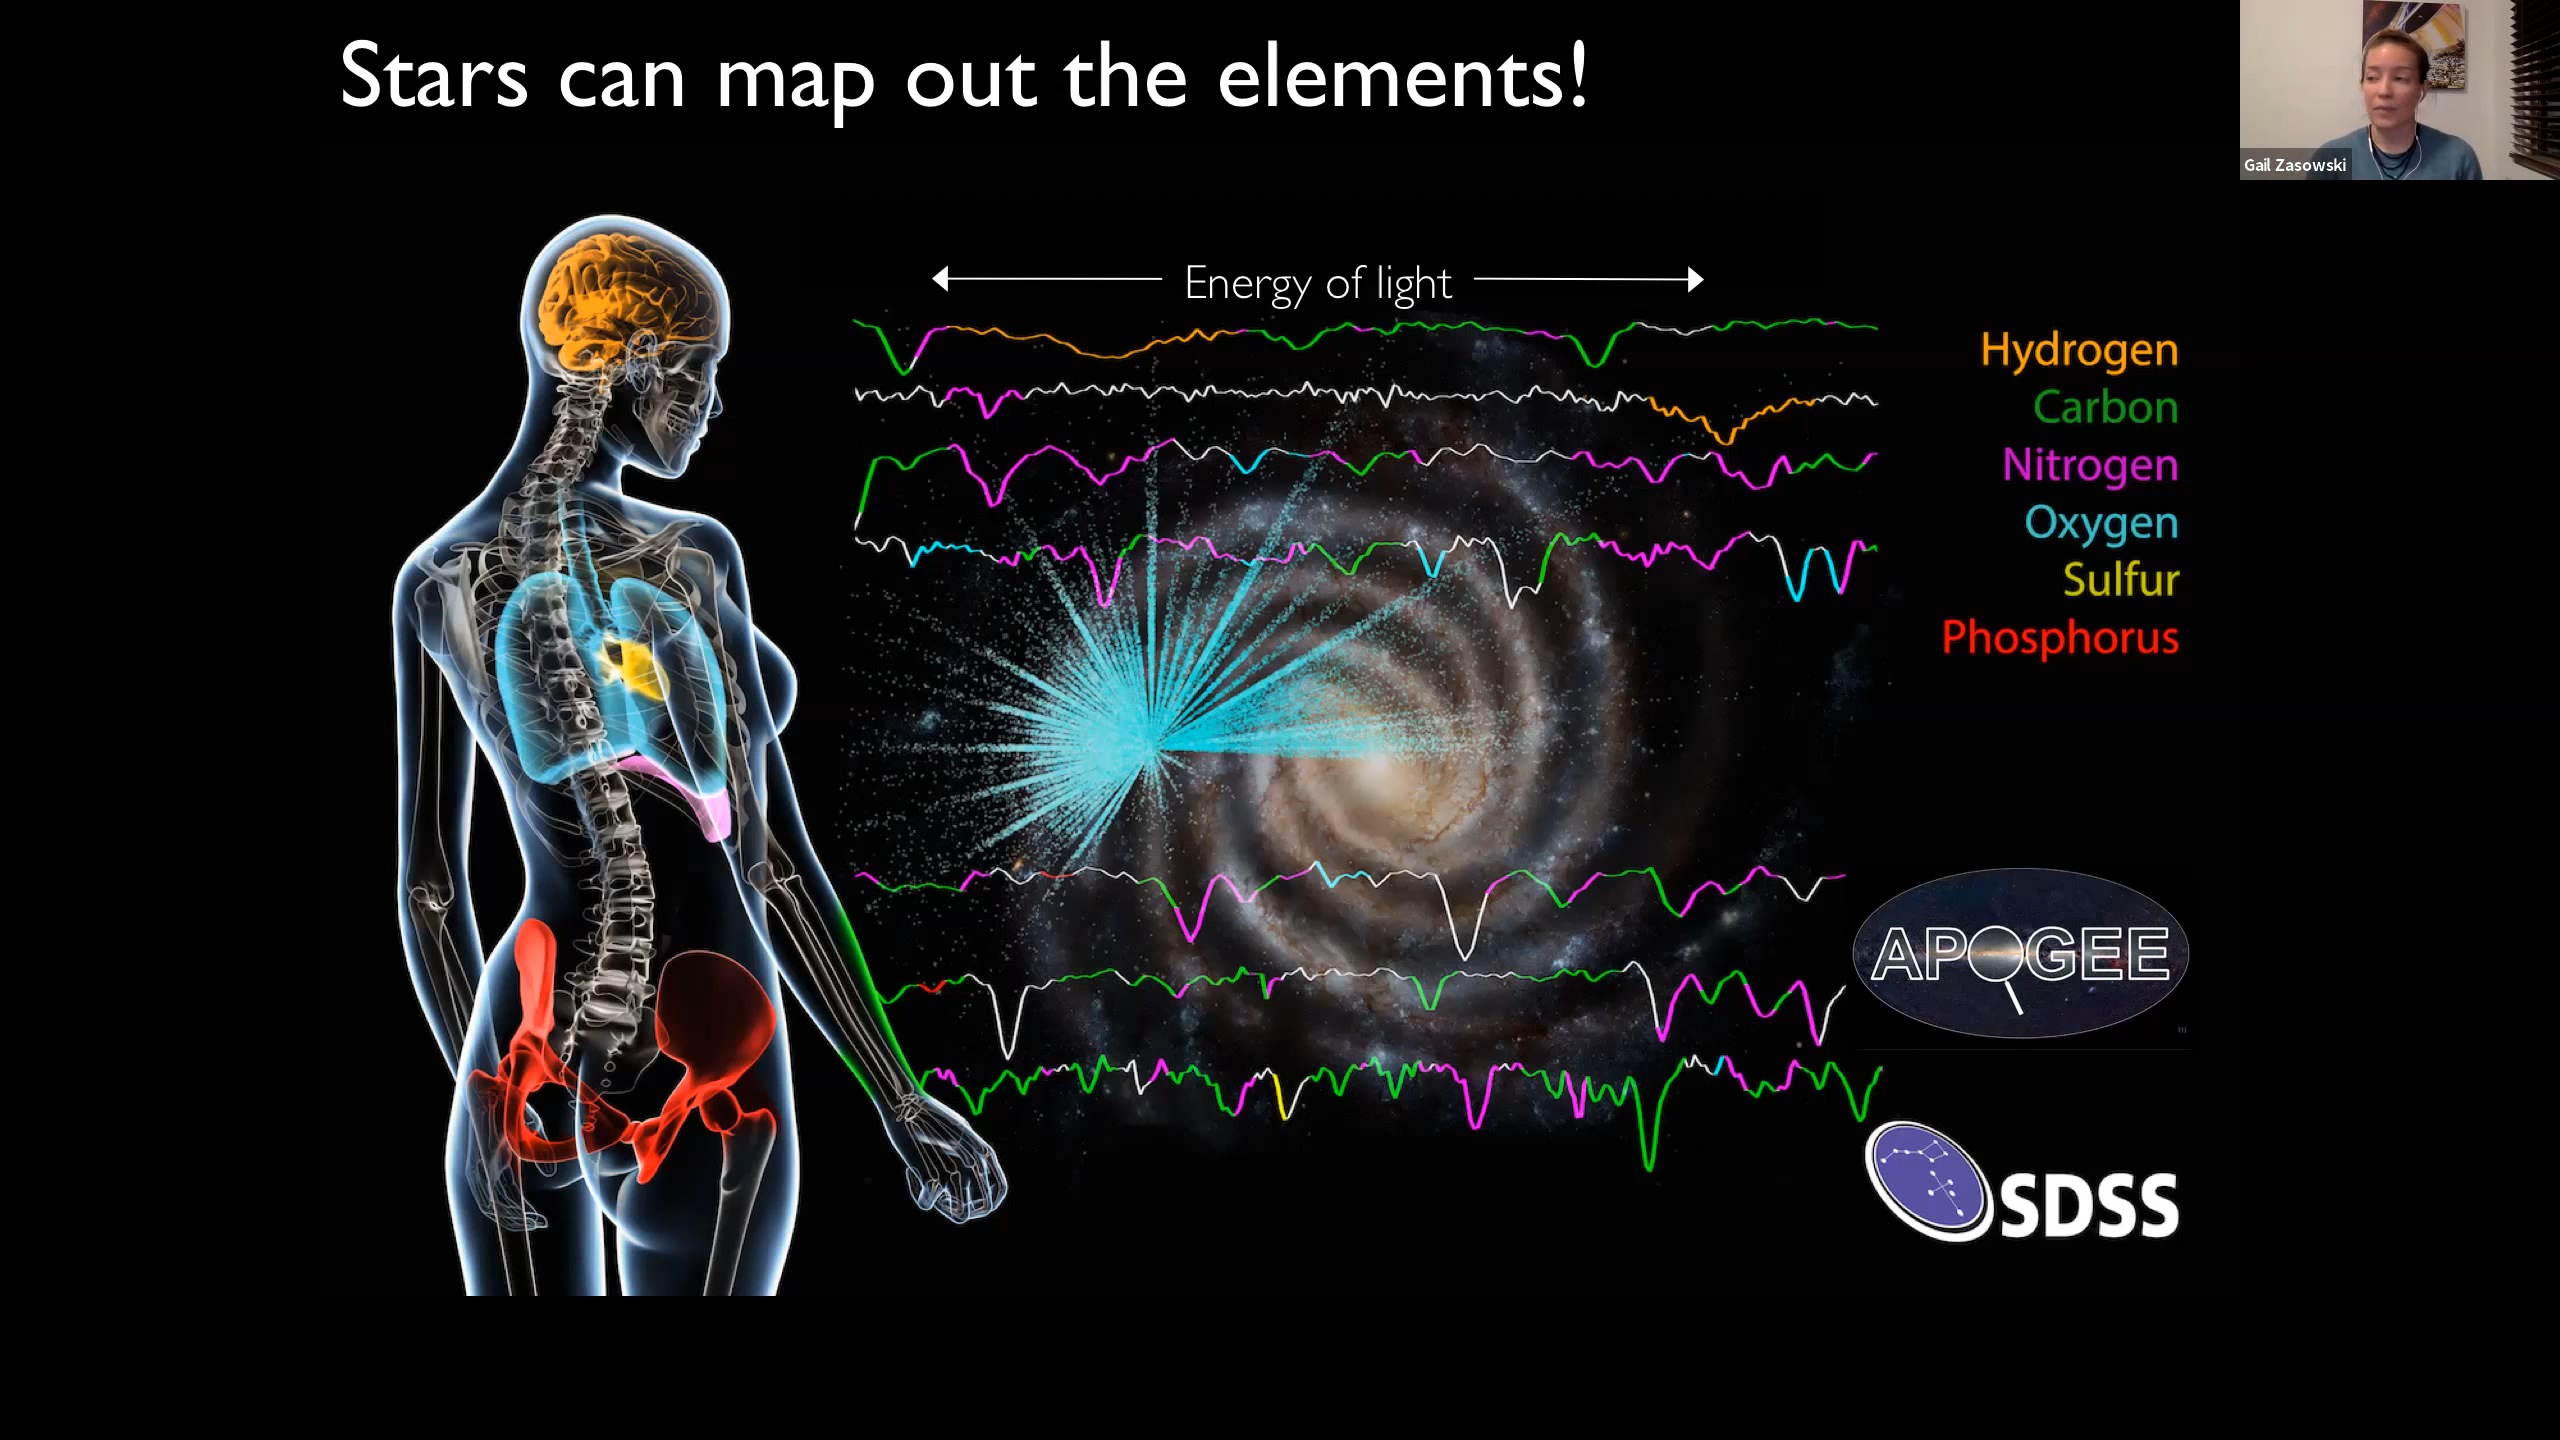 Stars can map out the elements!
Gail Zasowski
Energy of light
Hydrogen
Carbon
Nitrogen
Oxygen
Sulfur
Phosphorus
APOGEE
SDSS